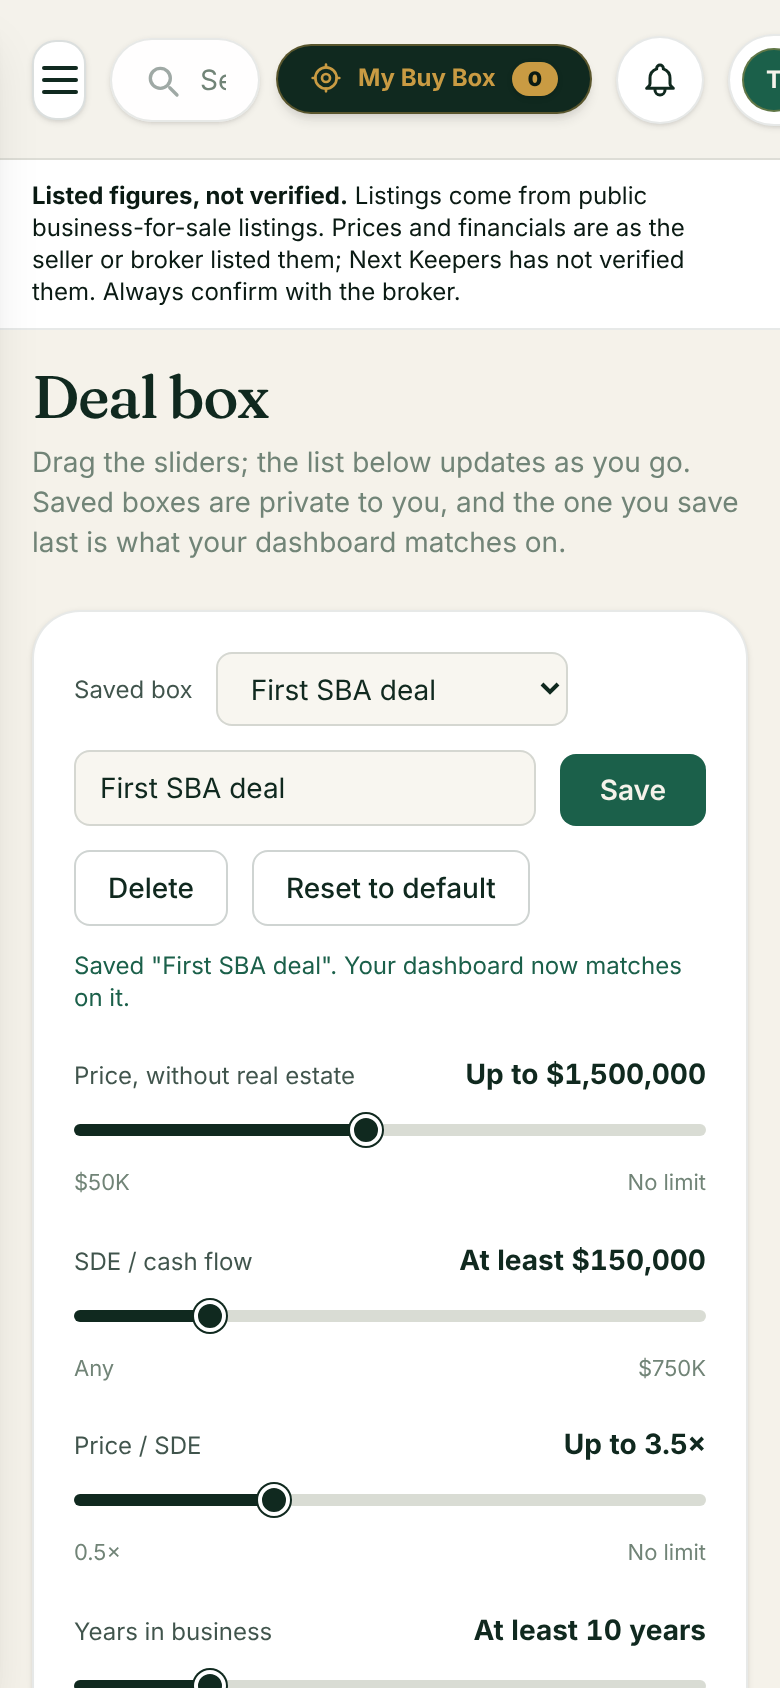 Se
My Buy Box 0
T
Listed figures, not verified. Listings come from public
business-for-sale listings. Prices and financials are as the
seller or broker listed them; Next Keepers has not verified
them. Always confirm with the broker.
Deal box
Drag the sliders; the list below updates as you go.
Saved boxes are private to you, and the one you save
last is what your dashboard matches on.
Saved box First SBA deal
First SBA deal Save
Delete Reset to default
Saved "First SBA deal". Your dashboard now matches
on it.
Price, without real estate Up to $1,500,000
$50K No limit
SDE / cash flow At least $150,000
Any $750K
Price / SDE Up to 3.5×
0.5× No limit
Years in business At least 10 years